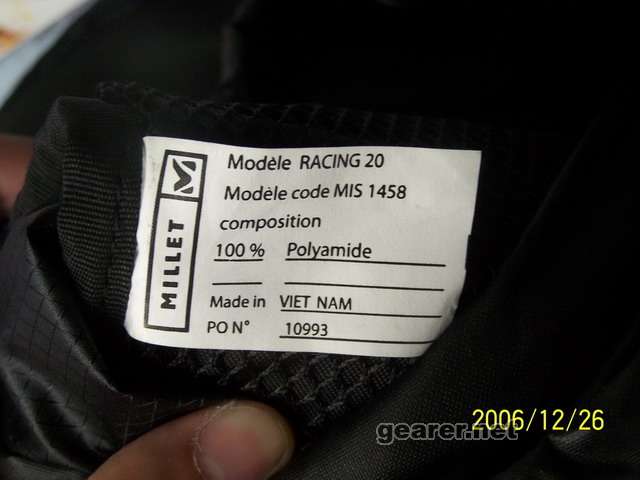 MILLET
Modèle RACING 20
Modèle code MIS 1458
composition
100 % Polyamide
Made in VIET NAM
PO N° 10993
2006/12/26
gearer.net